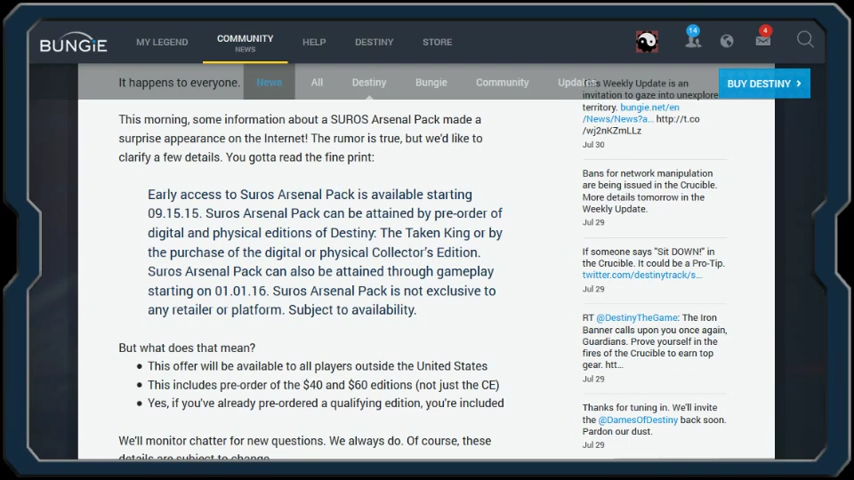 BUNGiE
MY LEGEND
COMMUNITY
NEWS
HELP
DESTINY
STORE
14
4
It happens to everyone.
News
All
Destiny
Bungie
Community
Updates
BUY DESTINY >
This morning, some information about a SUROS Arsenal Pack made a
surprise appearance on the Internet! The rumor is true, but we'd like to
clarify a few details. You gotta read the fine print:
Early access to Suros Arsenal Pack is available starting
09.15.15. Suros Arsenal Pack can be attained by pre-order of
digital and physical editions of Destiny: The Taken King or by
the purchase of the digital or physical Collector's Edition.
Suros Arsenal Pack can also be attained through gameplay
starting on 01.01.16. Suros Arsenal Pack is not exclusive to
any retailer or platform. Subject to availability.
But what does that mean?
• This offer will be available to all players outside the United States
• This includes pre-order of the $40 and $60 editions (not just the CE)
• Yes, if you've already pre-ordered a qualifying edition, you're included
We'll monitor chatter for new questions. We always do. Of course, these
details are subject to change.
Weekly Update is an
invitation to gaze into unexplore
territory. bungie.net/en
/News/News?a... http://t.co
/wj2nKZmLLz
Jul 30
Bans for network manipulation
are being issued in the Crucible.
More details tomorrow in the
Weekly Update.
Jul 29
If someone says "Sit DOWN!" in
the Crucible. It could be a Pro-Tip.
twitter.com/destinytrack/s...
Jul 29
RT @DestinyTheGame: The Iron
Banner calls upon you once again,
Guardians. Prove yourself in the
fires of the Crucible to earn top
gear. htt...
Jul 29
Thanks for tuning in. We'll invite
the @DamesOfDestiny back soon.
Pardon our dust.
Jul 29